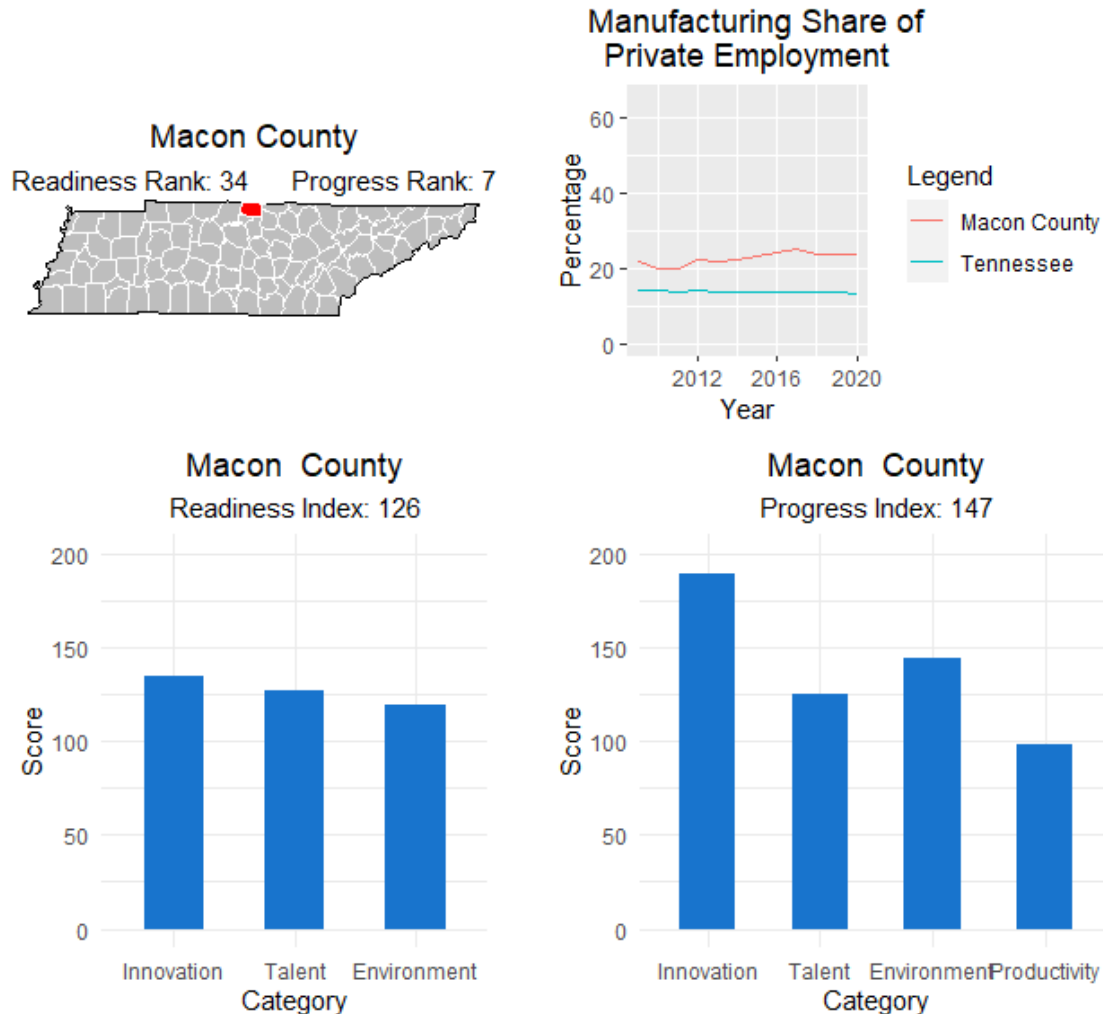 Macon County
Readiness Rank: 34
Progress Rank: 7
Manufacturing Share of
Private Employment
60
40
20
0
Percentage
2012
2016
2020
Year
Legend
Macon County
Tennessee
Macon  County
Readiness Index: 126
200
150
100
50
0
Score
Innovation
Talent
Environment
Category
Macon  County
Progress Index: 147
200
150
100
50
0
Score
Innovation
Talent
Environment
Productivity
Category